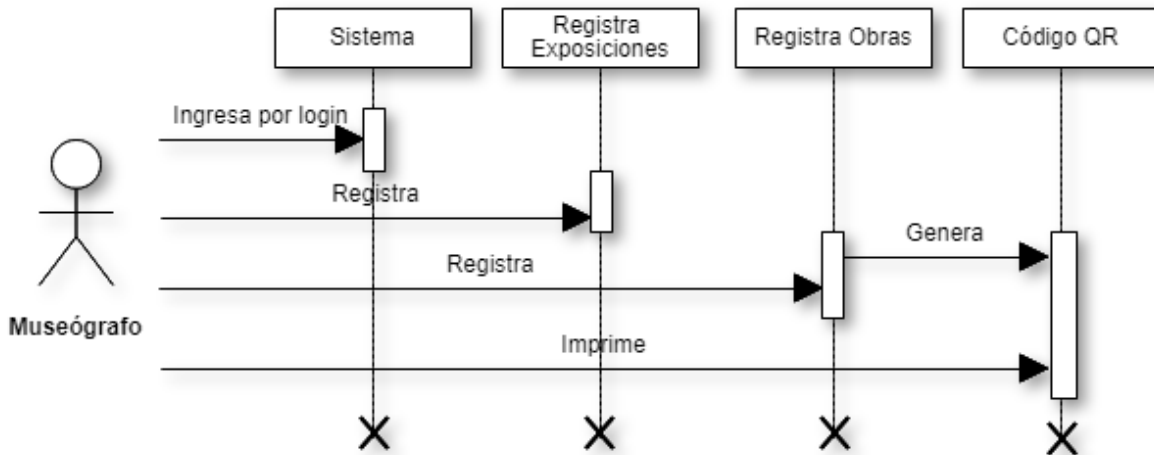 Sistema
Registra
Exposiciones
Registra Obras
Código QR
Ingresa por login
Registra
Genera
Registra
Museógrafo
Imprime